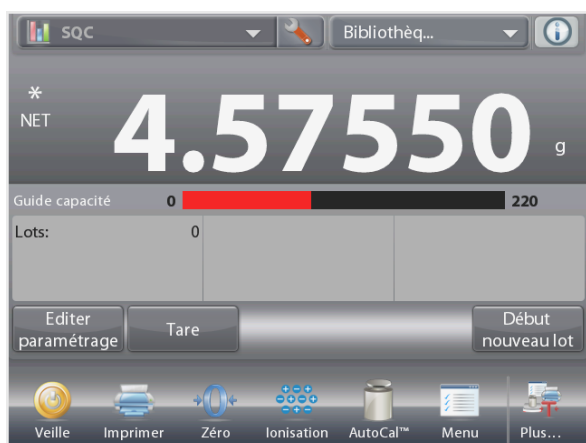 SQC Bibliothèq...
*
NET 4.57550 g
Guide capacité 0 220
Lots: 0
Editer paramétrage
Tare
Début nouveau lot
Veille Imprimer Zéro Ionisation AutoCal™ Menu Plus...